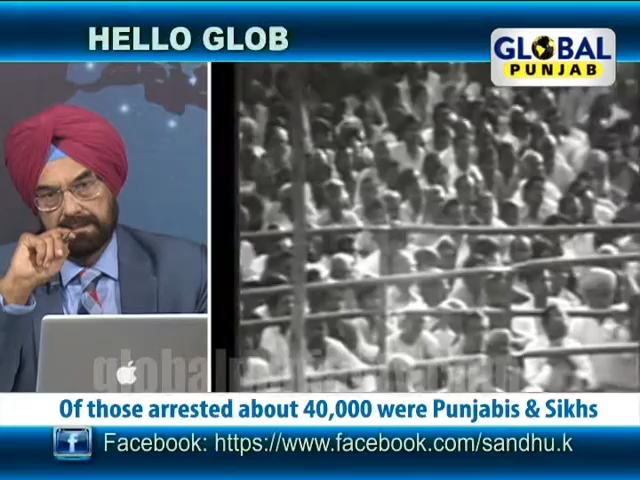 HELLO GLOB
GLOBAL
PUNJAB
Of those arrested about 40,000 were Punjabis & Sikhs
Facebook: https://www.facebook.com/sandhu.k